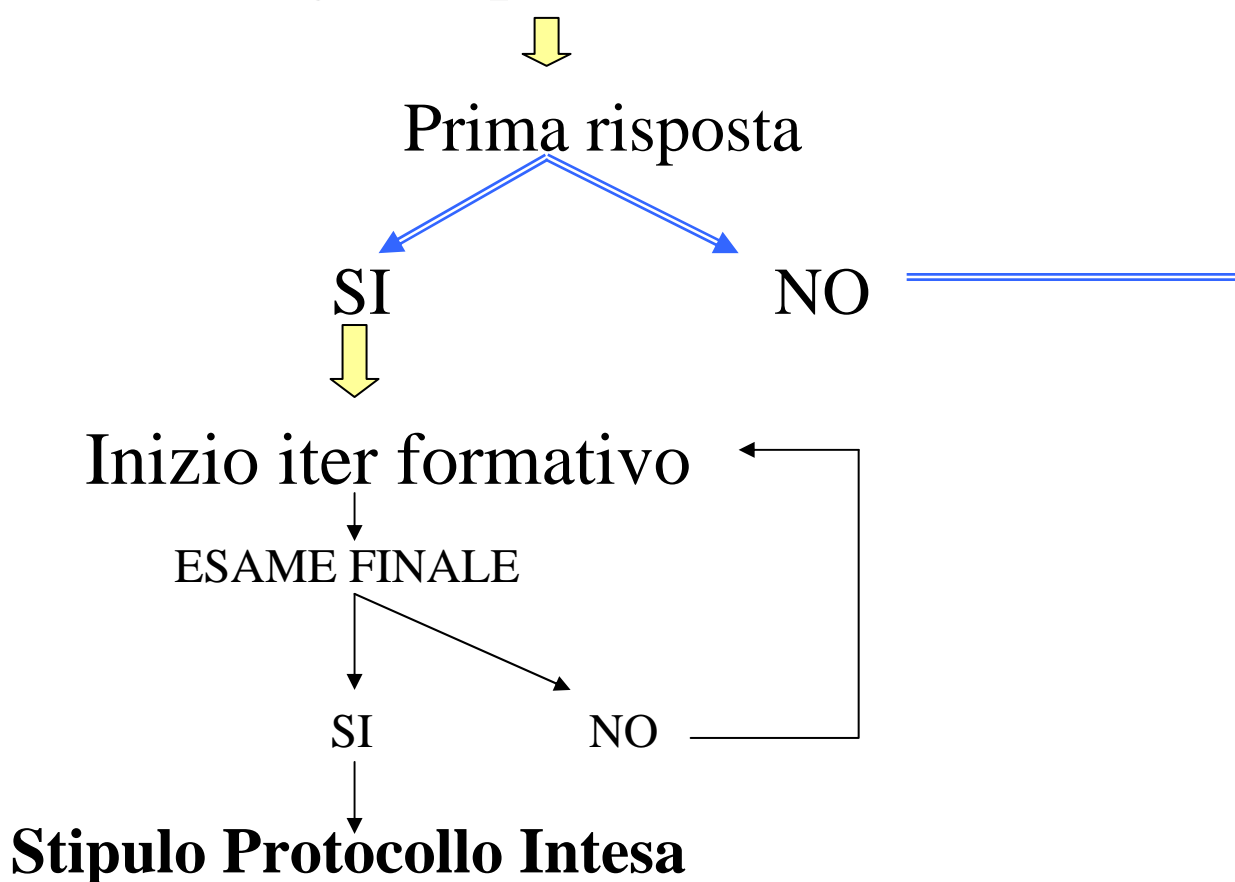 Prima risposta
SI
NO
Inizio iter formativo
ESAME FINALE
SI
NO
Stipulo Protocollo Intesa